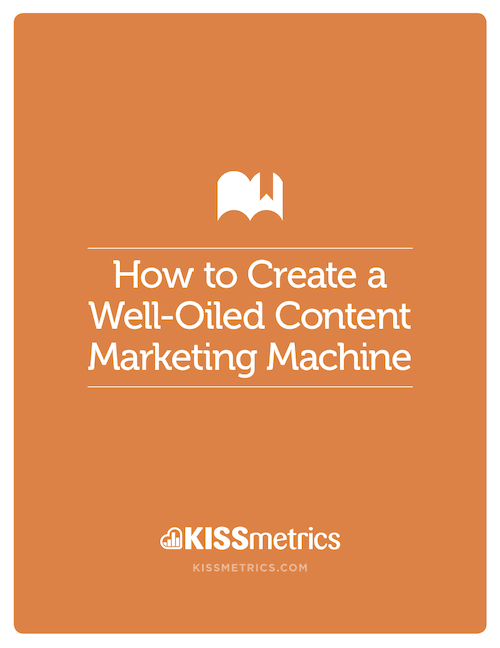 How to Create a
Well-Oiled Content
Marketing Machine
KISSmetrics
KISSMETRICS.COM